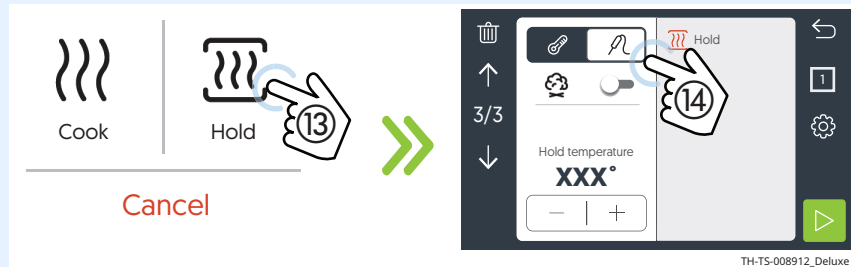 Cook
Hold
13
Cancel
3/3
Hold
1
14
Hold temperature
XXX°
− +
TH-TS-008912_Deluxe